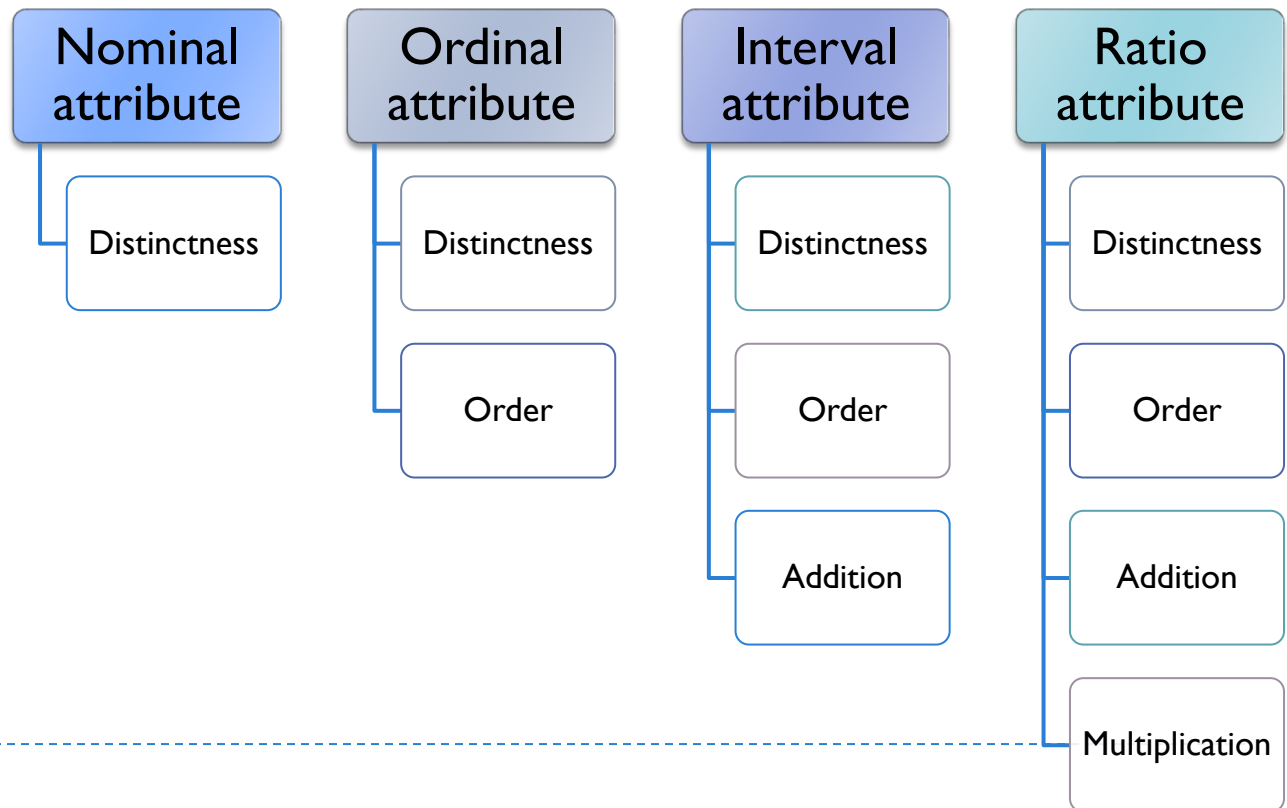 Nominal
attribute
Distinctness
Ordinal
attribute
Distinctness
Order
Interval
attribute
Distinctness
Order
Addition
Ratio
attribute
Distinctness
Order
Addition
Multiplication